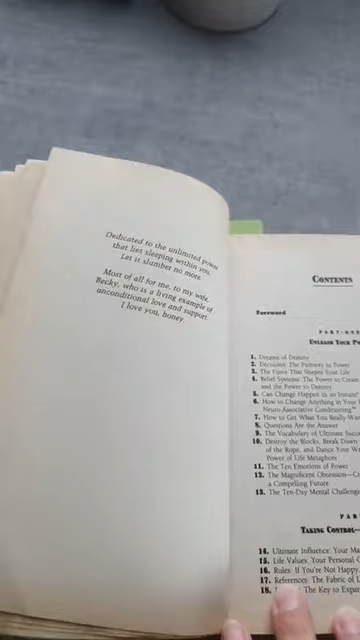 Dedicated to the unlimited power
that lies sleeping within you.
Let it slumber no more.
Most of all for me, to my wife,
Becky, who is a living example of
unconditional love and support.
I love you, honey.
CONTENTS
Foreword
PART ONE
UNLEASH YOUR
1. Dreams of Destiny
2. Decisions: The Pathway to Power
3. The Force That Shapes Your Life
4. Belief Systems: The Power to Create
and the Power to Destroy
5. Can Change Happen in an Instant?
6. How to Change Anything in Your
Neuro-Associative Conditioning™
7. How to Get What You Really
8. Questions Are the Answer
9. The Vocabulary of Ultimate
10. Destroy the Blocks, Break Down
of the Rope, and Dance Your
Power of Life Metaphors
11. The Ten Emotions of Power
12. The Magnificent Obsession—
a Compelling Future
13. The Ten-Day Mental
TAKING CONTROL—
14. Ultimate Influence: Your
15. Life Values: Your Personal
16. Rules: If You're Not Happy
17. References: The Fabric of
18. The Key to